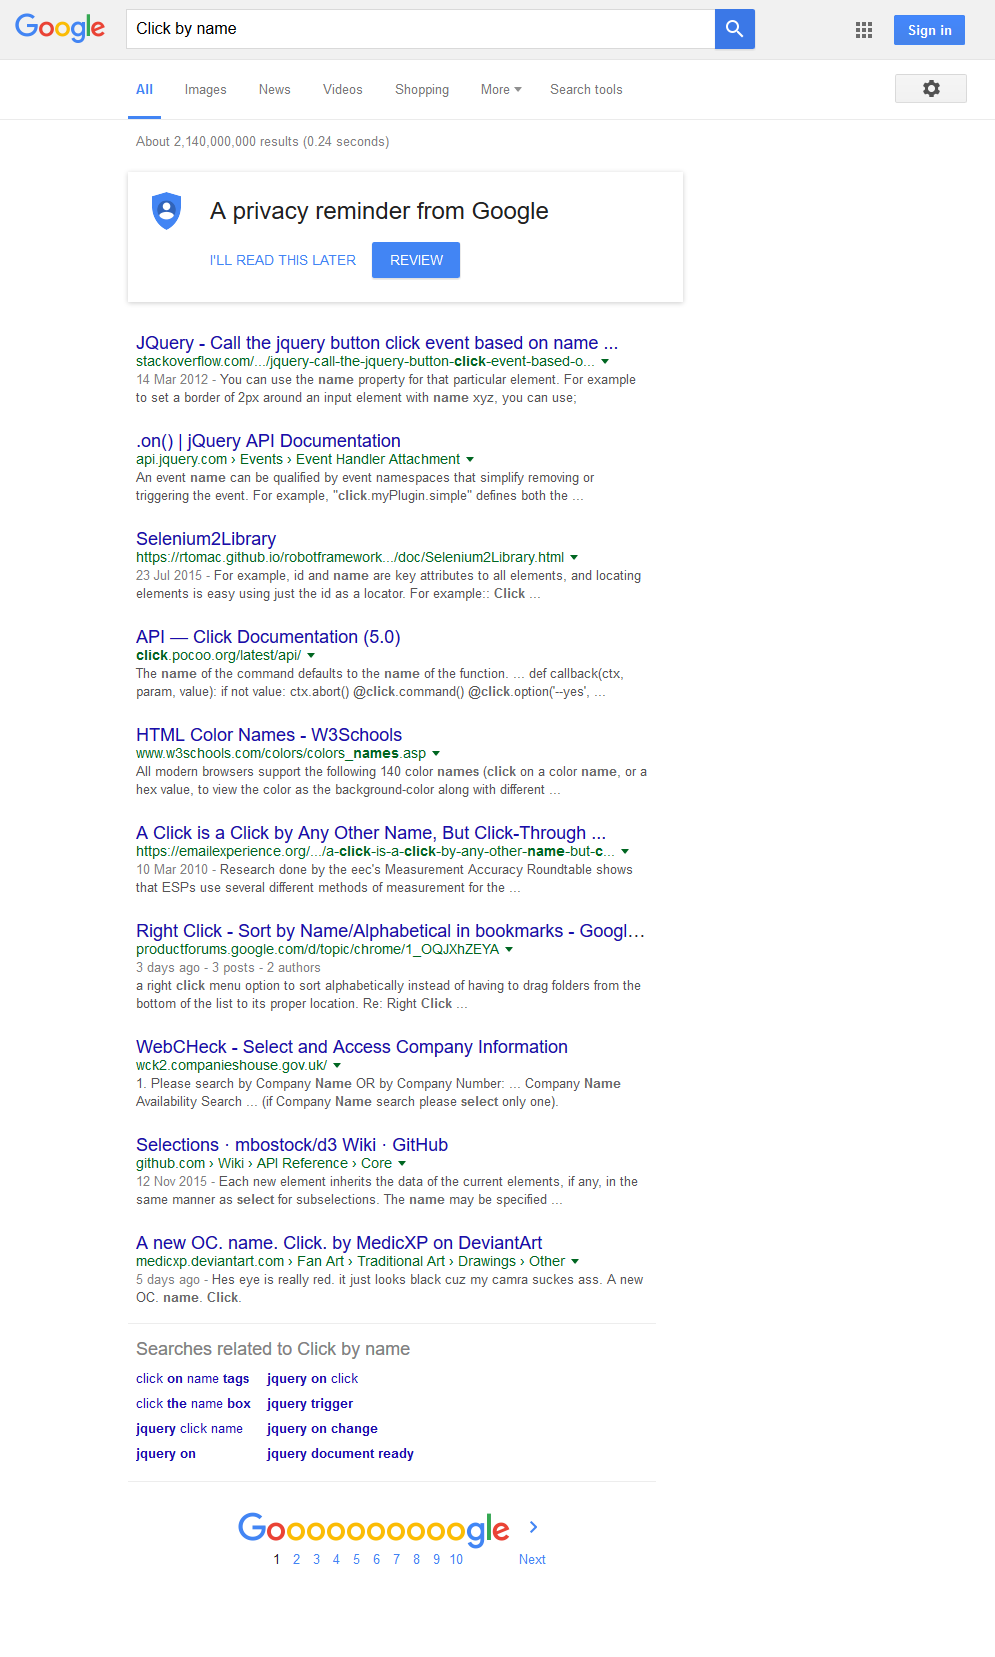 Google
Click by name
Sign in
All Images News Videos Shopping More Search tools
About 2,140,000,000 results (0.24 seconds)
A privacy reminder from Google
I'LL READ THIS LATER REVIEW
JQuery - Call the jquery button click event based on name ...
stackoverflow.com/.../jquery-call-the-jquery-button-click-event-based-o...
14 Mar 2012 - You can use the name property for that particular element. For example
to set a border of 2px around an input element with name xyz, you can use;
.on() | jQuery API Documentation
api.jquery.com › Events › Event Handler Attachment
An event name can be qualified by event namespaces that simplify removing or
triggering the event. For example, "click.myPlugin.simple" defines both the ...
Selenium2Library
https://rtomac.github.io/robotframework.../doc/Selenium2Library.html
23 Jul 2015 - For example, id and name are key attributes to all elements, and locating
elements is easy using just the id as a locator. For example:: Click ...
API — Click Documentation (5.0)
click.pocoo.org/latest/api/
The name of the command defaults to the name of the function. ... def callback(ctx,
param, value): if not value: ctx.abort() @click.command() @click.option('--yes', ...
HTML Color Names - W3Schools
www.w3schools.com/colors/colors_names.asp
All modern browsers support the following 140 color names (click on a color name, or a
hex value, to view the color as the background-color along with different ...
A Click is a Click by Any Other Name, But Click-Through ...
https://emailexperience.org/.../a-click-is-a-click-by-any-other-name-but-c...
10 Mar 2010 - Research done by the eec's Measurement Accuracy Roundtable shows
that ESPs use several different methods of measurement for the ...
Right Click - Sort by Name/Alphabetical in bookmarks - Googl...
productforums.google.com/d/topic/chrome/1_OQJXhZEYA
3 days ago - 3 posts - 2 authors
a right click menu option to sort alphabetically instead of having to drag folders from the
bottom of the list to its proper location. Re: Right Click ...
WebCHeck - Select and Access Company Information
wck2.companieshouse.gov.uk/
1. Please search by Company Name OR by Company Number: ... Company Name
Availability Search ... (if Company Name search please select only one).
Selections · mbostock/d3 Wiki · GitHub
github.com › Wiki › API Reference › Core
12 Nov 2015 - Each new element inherits the data of the current elements, if any, in the
same manner as select for subselections. The name may be specified ...
A new OC. name. Click. by MedicXP on DeviantArt
medicxp.deviantart.com › Fan Art › Traditional Art › Drawings › Other
5 days ago - Hes eye is really red. it just looks black cuz my camra suckes ass. A new
OC. name. Click.
Searches related to Click by name
click on name tags jquery on click
click the name box jquery trigger
jquery click name jquery on change
jquery on jquery document ready
Goooooooooogle
1 2 3 4 5 6 7 8 9 10 Next